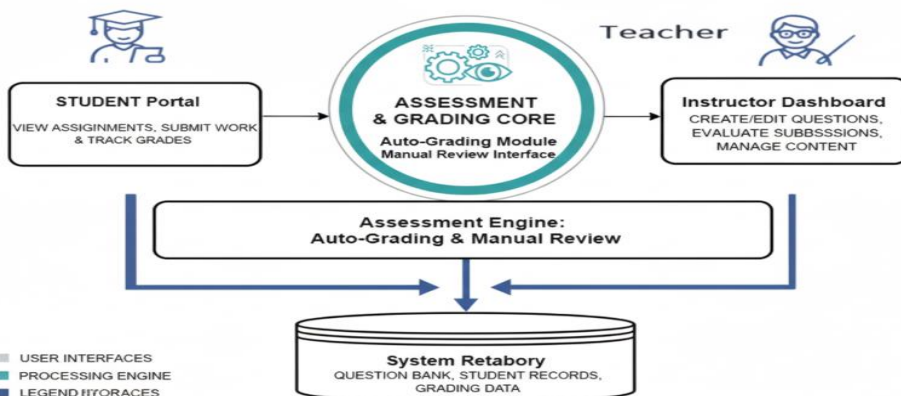 Teacher
STUDENT Portal
VIEW ASSIGINMENTS, SUBMIT WORK
& TRACK GRADES
ASSESSMENT
& GRADING CORE
Auto-Grading Module
Manual Review Interface
Instructor Dashboard
CREATE/EDIT QUESTIONS,
EVALUATE SUBBSSSIONS,
MANAGE CONTENT
Assessment Engine:
Auto-Grading & Manual Review
System Retabory
QUESTION BANK, STUDENT RECORDS,
GRADING DATA
USER INTERFACES
PROCESSING ENGINE
LEGEND